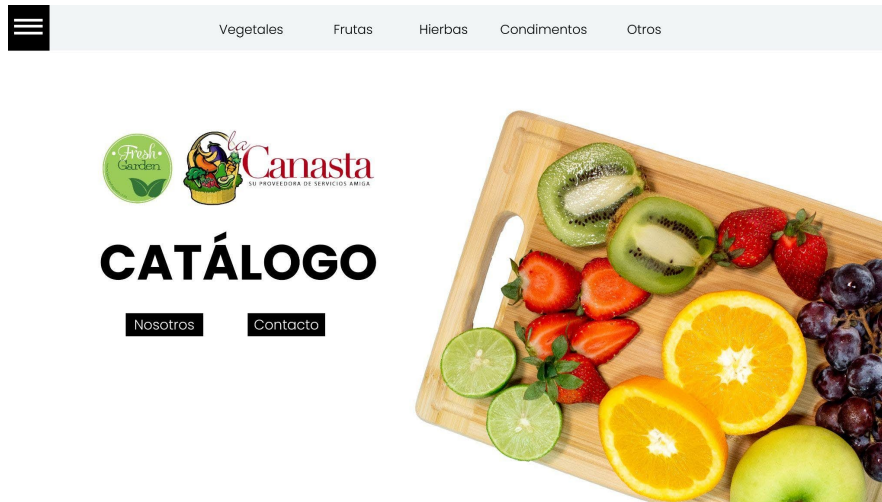 Vegetales Frutas Hierbas Condimentos Otros
Fresh
Garden
la
Canasta
SU PROVEEDORA DE SERVICIOS AMIGA
CATÁLOGO
Nosotros Contacto